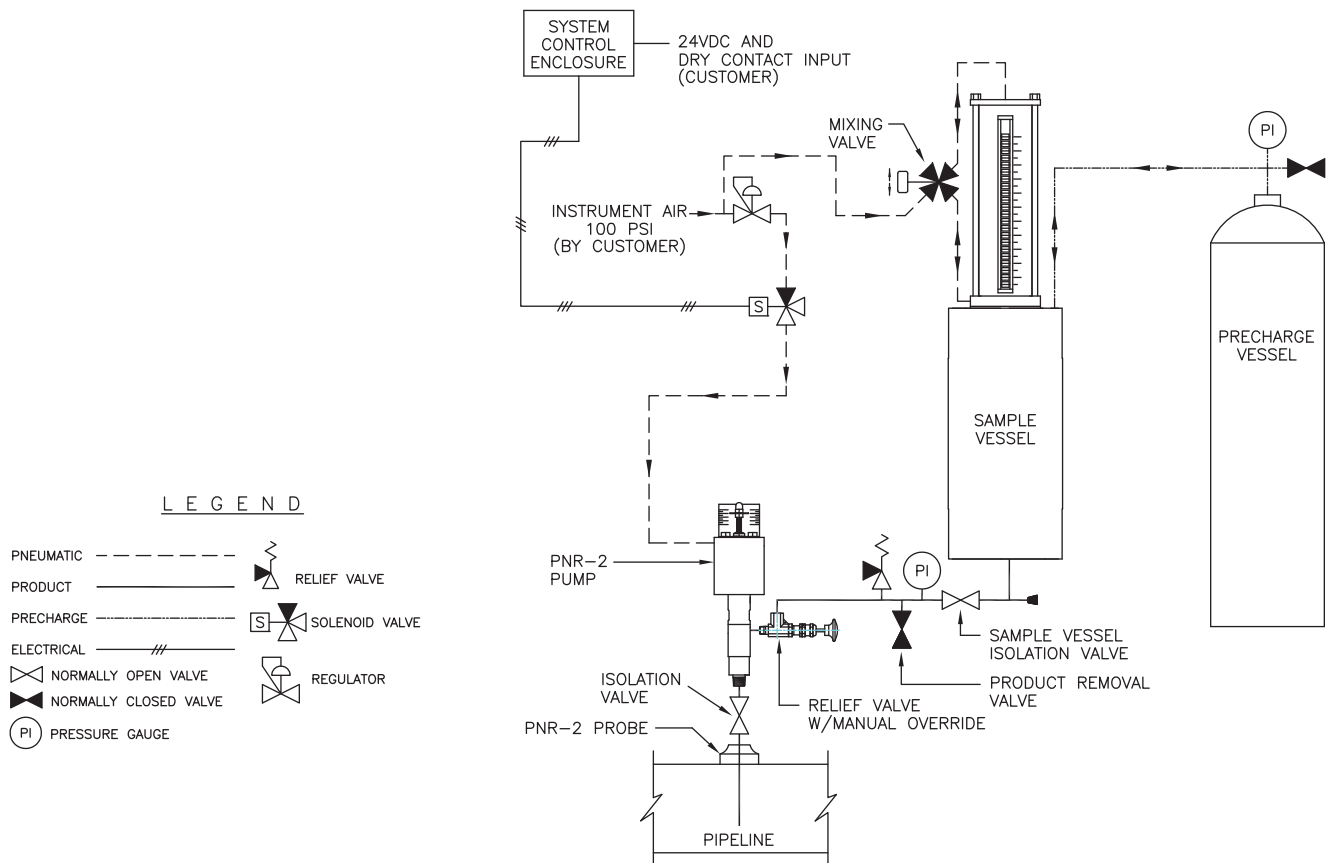 SYSTEM
CONTROL
ENCLOSURE
24VDC AND
DRY CONTACT INPUT
(CUSTOMER)
MIXING
VALVE
PI
INSTRUMENT AIR
100 PSI
(BY CUSTOMER)
S
PRECHARGE
VESSEL
SAMPLE
VESSEL
PNR-2
PUMP
PI
SAMPLE VESSEL
ISOLATION VALVE
PRODUCT REMOVAL
VALVE
RELIEF VALVE
W/MANUAL OVERRIDE
ISOLATION
VALVE
PNR-2 PROBE
PIPELINE
LEGEND
PNEUMATIC
PRODUCT
PRECHARGE
ELECTRICAL
NORMALLY OPEN VALVE
NORMALLY CLOSED VALVE
PI PRESSURE GAUGE
RELIEF VALVE
S SOLENOID VALVE
REGULATOR